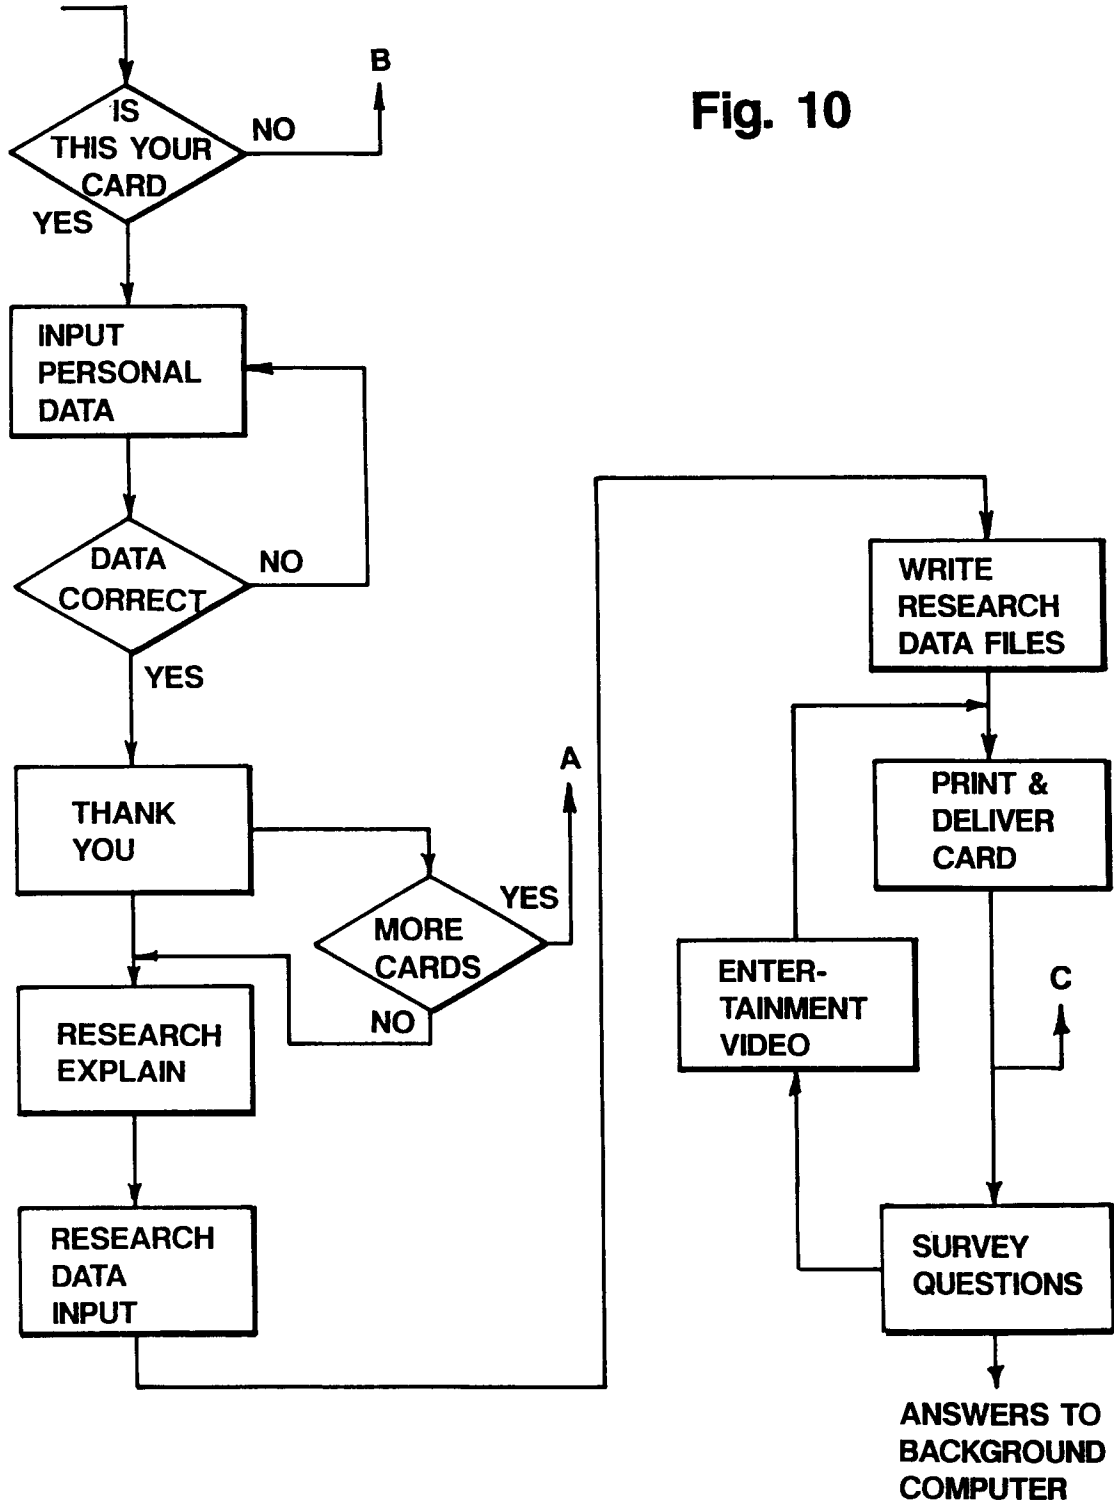 Fig. 10
B
IS
THIS YOUR
CARD
NO
YES
INPUT
PERSONAL
DATA
DATA
CORRECT
NO
YES
THANK
YOU
A
YES
MORE
CARDS
NO
RESEARCH
EXPLAIN
RESEARCH
DATA
INPUT
WRITE
RESEARCH
DATA FILES
PRINT &
DELIVER
CARD
ENTER-
TAINMENT
VIDEO
C
SURVEY
QUESTIONS
ANSWERS TO
BACKGROUND
COMPUTER